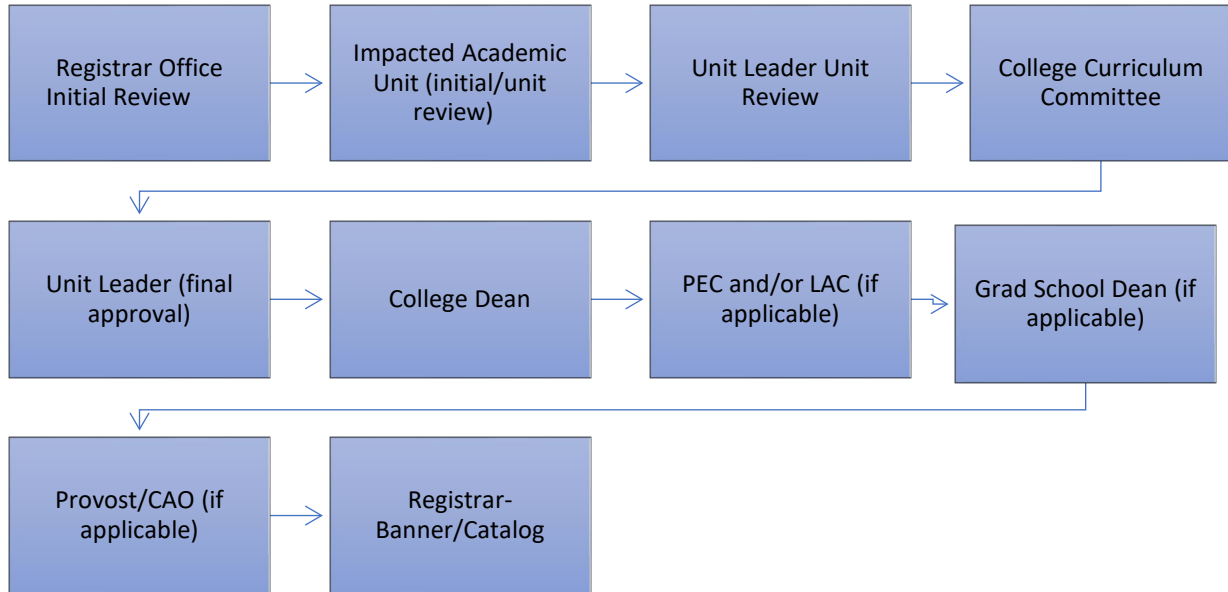 Registrar Office
Initial Review
Impacted Academic
Unit (initial/unit
review)
Unit Leader Unit
Review
College Curriculum
Committee
Unit Leader (final
approval)
College Dean
PEC and/or LAC (if
applicable)
Grad School Dean (if
applicable)
Provost/CAO (if
applicable)
Registrar-
Banner/Catalog